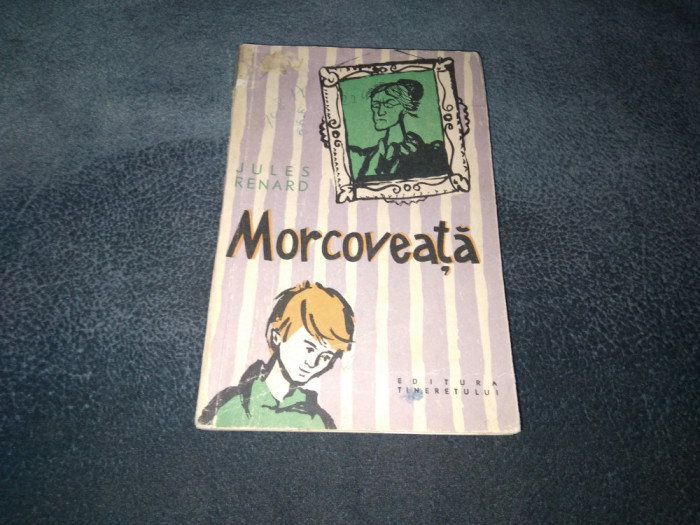 JULES
RENARD
Morcoveață
EDITURA
TINERETULUI